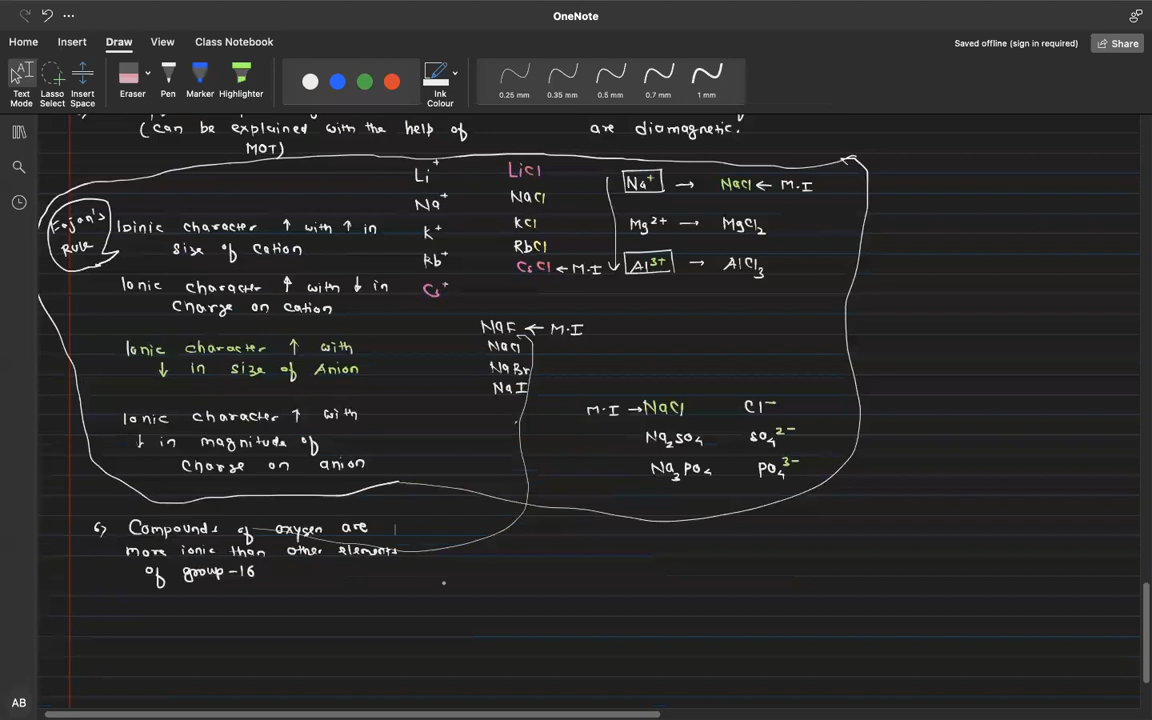 OneNote
Home Insert Draw View Class Notebook
Saved offline (sign in required) Share
Text Mode
Lasso Select
Insert Space
Eraser
Pen
Marker
Highlighter
Ink Colour
0.25 mm 0.35 mm 0.5 mm 0.7 mm 1 mm
(can be explained with the help of
MOT)
are diamagnetic.
Fajan's
Rule
Ioinic character ↑ with ↑ in
size of cation
Ionic character ↑ with ↓ in
Charge on cation
Ionic character ↑ with
↓ in size of Anion
Ionic character ↑ with
↓ in magnitude of
charge on anion
Li⁺
Na⁺
K⁺
Rb⁺
Cs⁺
LiCl
NaCl
KCl
RbCl
CsCl ← M.I
Na⁺ → NaCl ← M.I
Mg²⁺ → MgCl₂
Al³⁺ → AlCl₃
NaF ← M.I
NaCl
NaBr
NaI
M.I → NaCl Cl⁻
Na₂SO₄ SO₄²⁻
Na₃PO₄ PO₄³⁻
6) Compounds of oxygen are
more ionic than other elements
of group-16
AB